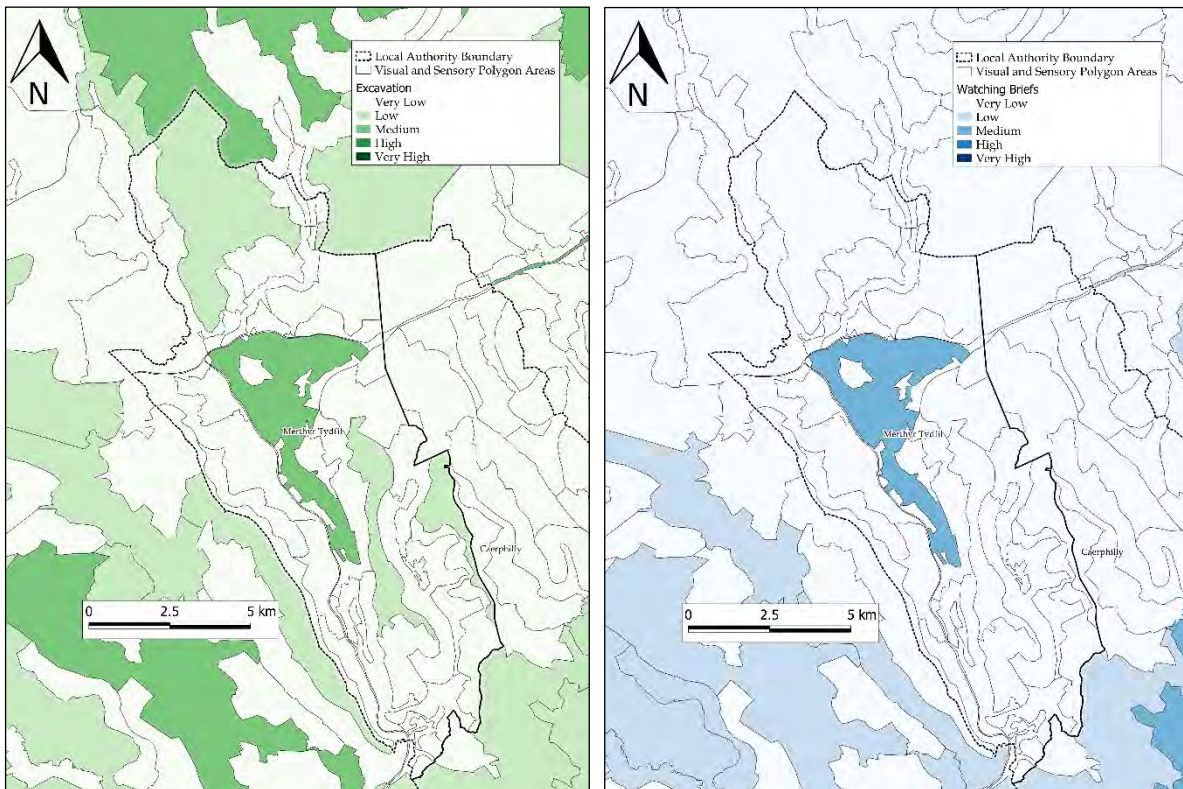 N
Local Authority Boundary
Visual and Sensory Polygon Areas
Excavation
Very Low
Low
Medium
High
Very High
Merthyr Tydfil
Caerphilly
0 2.5 5 km
N
Local Authority Boundary
Visual and Sensory Polygon Areas
Watching Briefs
Very Low
Low
Medium
High
Very High
Merthyr Tydfil
Caerphilly
0 2.5 5 km